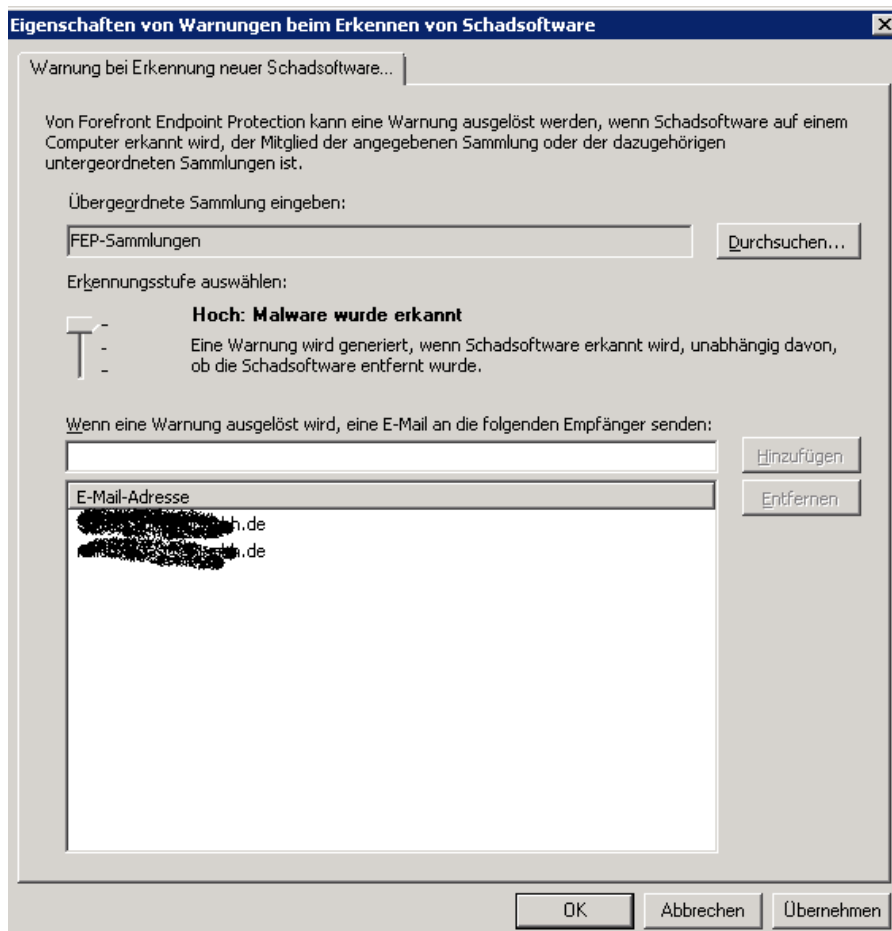 Eigenschaften von Warnungen beim Erkennen von Schadsoftware
Warnung bei Erkennung neuer Schadsoftware...
Von Forefront Endpoint Protection kann eine Warnung ausgelöst werden, wenn Schadsoftware auf einem
Computer erkannt wird, der Mitglied der angegebenen Sammlung oder der dazugehörigen
untergeordneten Sammlungen ist.
Übergeordnete Sammlung eingeben:
FEP-Sammlungen
Durchsuchen...
Erkennungsstufe auswählen:
Hoch: Malware wurde erkannt
Eine Warnung wird generiert, wenn Schadsoftware erkannt wird, unabhängig davon,
ob die Schadsoftware entfernt wurde.
Wenn eine Warnung ausgelöst wird, eine E-Mail an die folgenden Empfänger senden:
Hinzufügen
E-Mail-Adresse
Entfernen
h.de
.de
OK
Abbrechen
Übernehmen